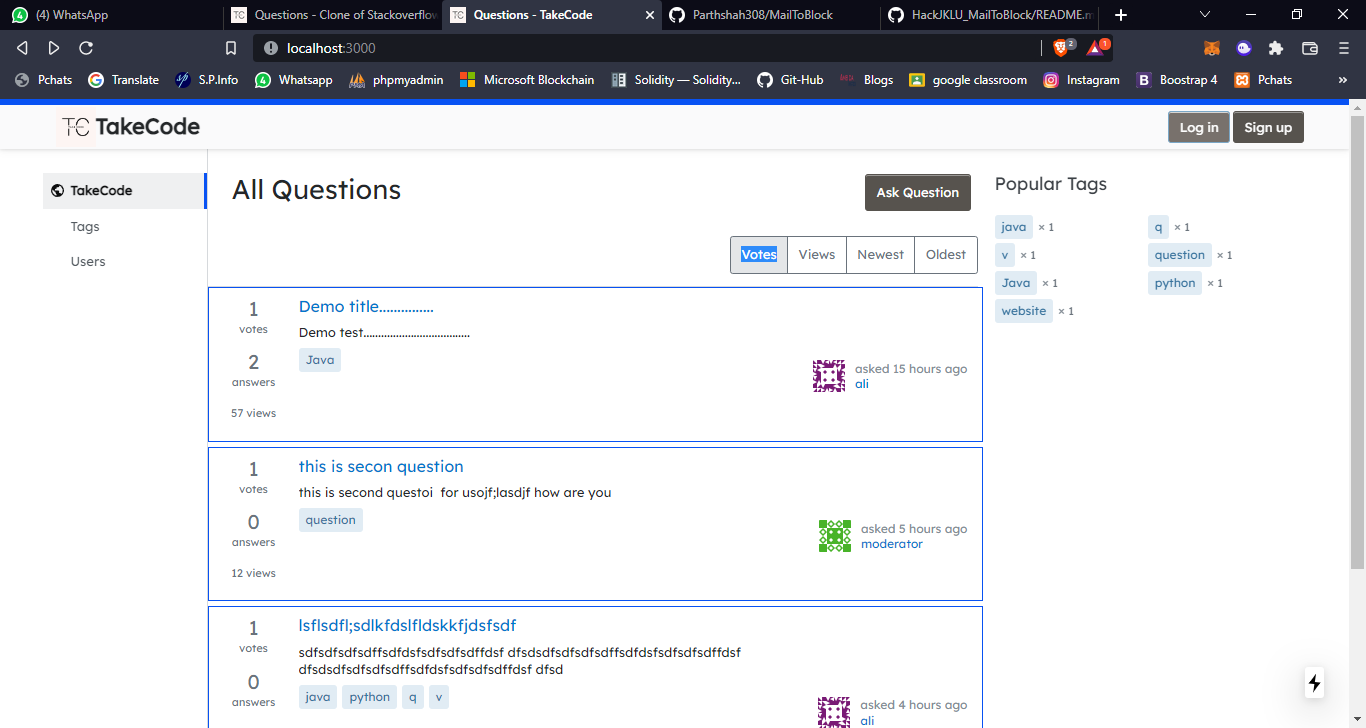 (4) WhatsApp
Questions - Clone of Stackoverflow
Questions - TakeCode
Parthshah308/MailToBlock
HackJKLU_MailToBlock/README.m
localhost:3000
2
1
Pchats
Translate
S.P.Info
Whatsapp
phpmyadmin
Microsoft Blockchain
Solidity — Solidity...
Git-Hub
Blogs
google classroom
Instagram
Boostrap 4
Pchats
»
TC TakeCode
Log in
Sign up
TakeCode
Tags
Users
All Questions
Ask Question
Votes
Views
Newest
Oldest
1
votes
2
answers
57 views
Demo title...............
Demo test....................................
Java
asked 15 hours ago
ali
1
votes
0
answers
12 views
this is secon question
this is second questoi  for usojf;lasdjf how are you
question
asked 5 hours ago
moderator
1
votes
0
answers
lsflsdfl;sdlkfdslfldskkfjdsfsdf
sdfsdfsdfsdffsdfdsfsdfsdfsdffdsf dfsdsdfsdfsdfsdffsdfdsfsdfsdfsdffdsf
dfsdsdfsdfsdfsdffsdfdsfsdfsdfsdffdsf dfsd
java
python
q
v
asked 4 hours ago
ali
Popular Tags
java × 1
q × 1
v × 1
question × 1
Java × 1
python × 1
website × 1